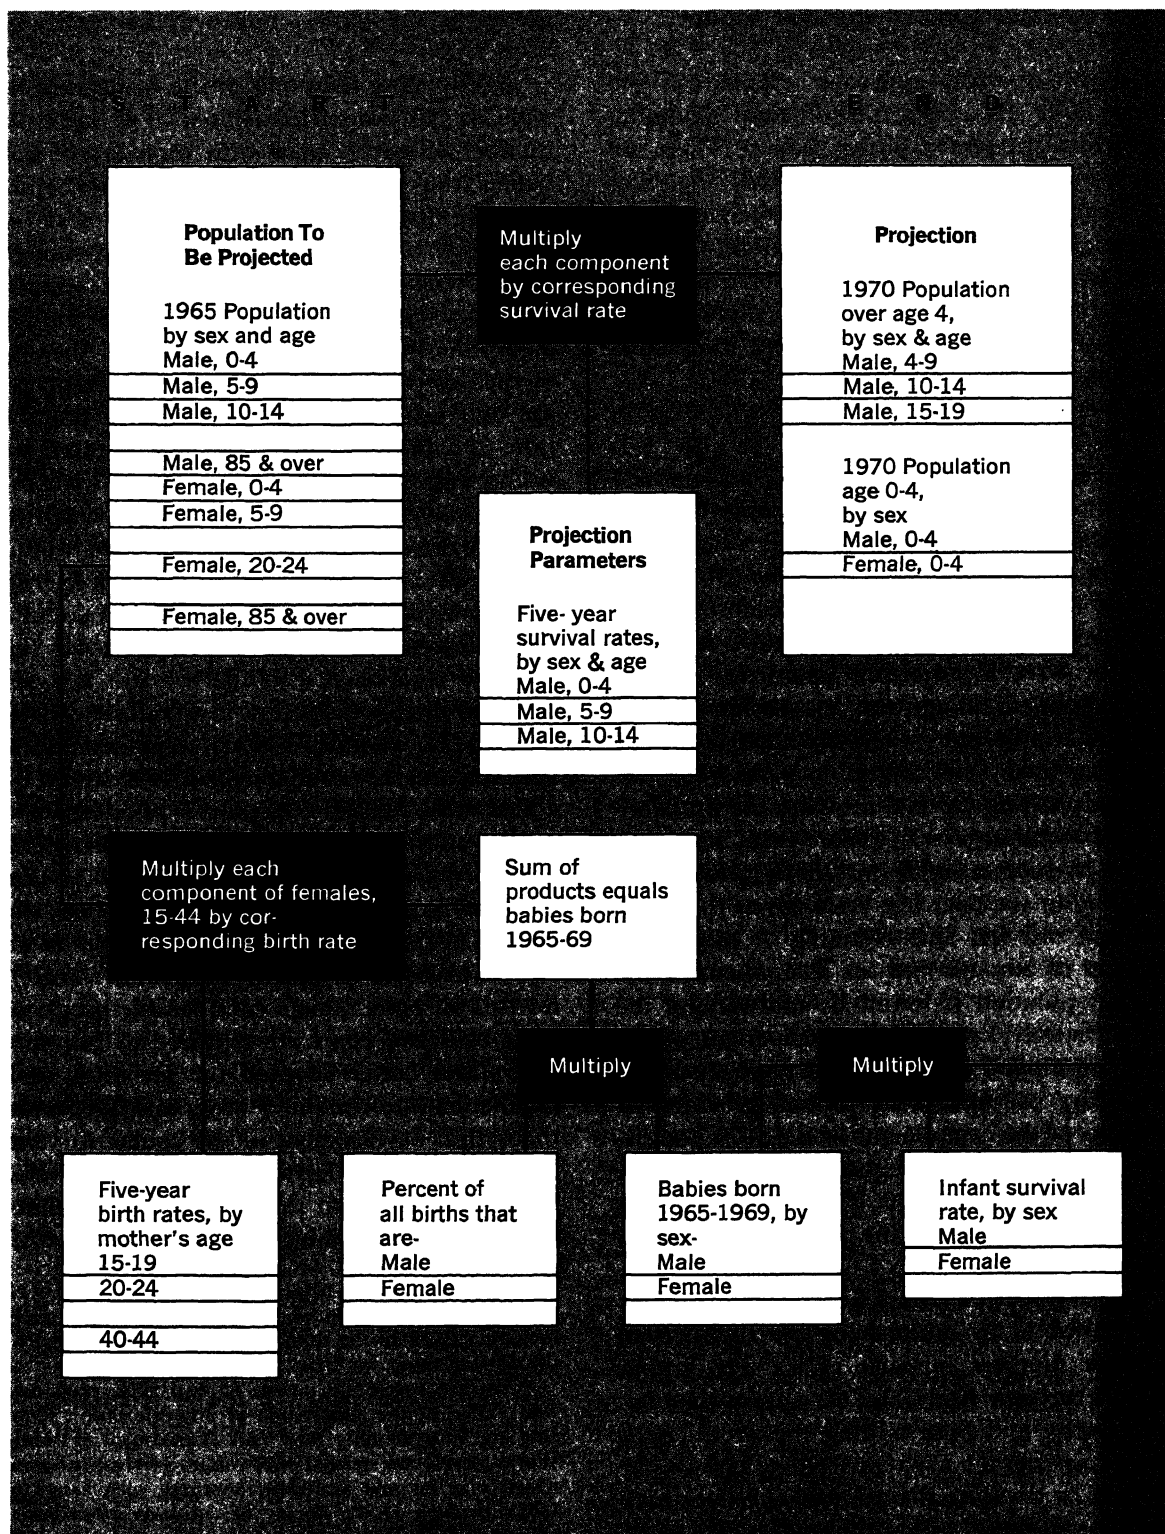 START
END
Population To
Be Projected
1965 Population
by sex and age
Male, 0-4
Male, 5-9
Male, 10-14
Male, 85 & over
Female, 0-4
Female, 5-9
Female, 20-24
Female, 85 & over
Multiply
each component
by corresponding
survival rate
Projection
1970 Population
over age 4,
by sex & age
Male, 4-9
Male, 10-14
Male, 15-19
1970 Population
age 0-4,
by sex
Male, 0-4
Female, 0-4
Projection
Parameters
Five- year
survival rates,
by sex & age
Male, 0-4
Male, 5-9
Male, 10-14
Multiply each
component of females,
15-44 by cor-
responding birth rate
Sum of
products equals
babies born
1965-69
Multiply
Multiply
Five-year
birth rates, by
mother's age
15-19
20-24
40-44
Percent of
all births that
are-
Male
Female
Babies born
1965-1969, by
sex-
Male
Female
Infant survival
rate, by sex
Male
Female